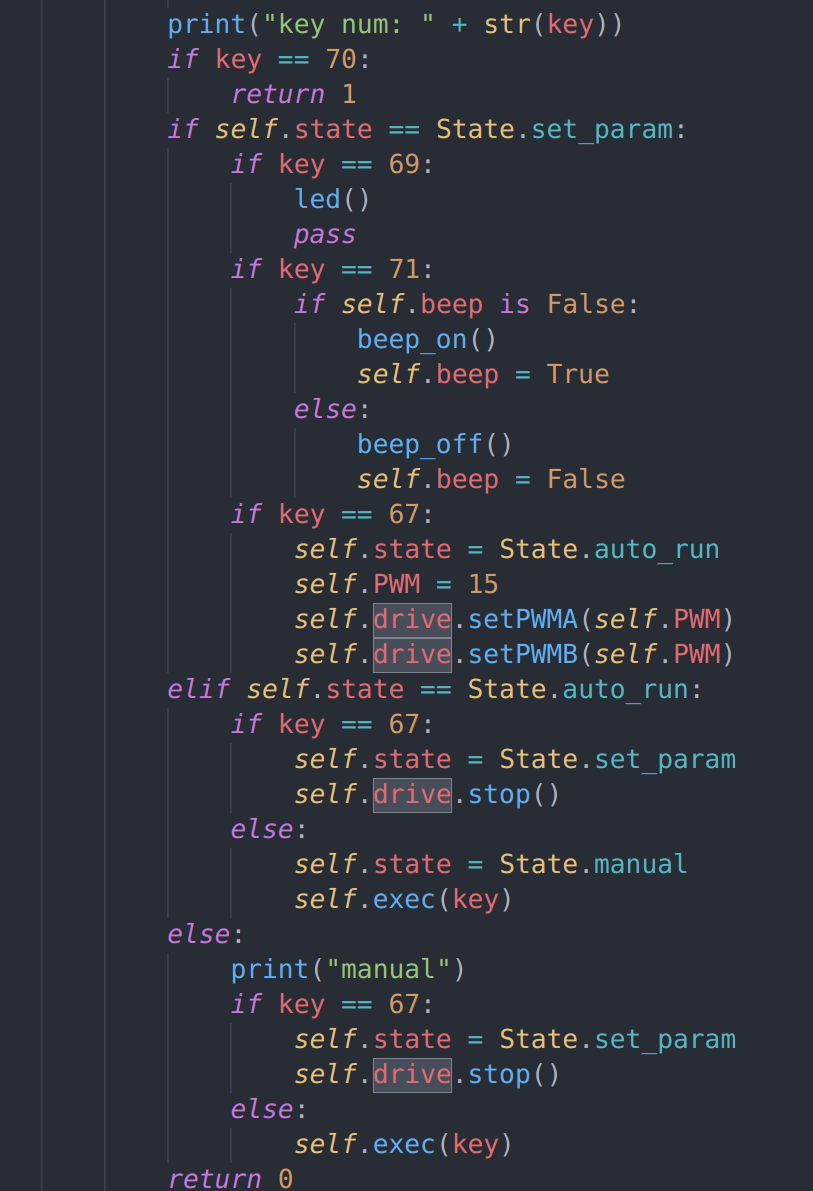 print("key num: " + str(key))
if key == 70:
    return 1
if self.state == State.set_param:
    if key == 69:
        led()
        pass
    if key == 71:
        if self.beep is False:
            beep_on()
            self.beep = True
        else:
            beep_off()
            self.beep = False
    if key == 67:
        self.state = State.auto_run
        self.PWM = 15
        self.drive.setPWMA(self.PWM)
        self.drive.setPWMB(self.PWM)
elif self.state == State.auto_run:
    if key == 67:
        self.state = State.set_param
        self.drive.stop()
    else:
        self.state = State.manual
        self.exec(key)
else:
    print("manual")
    if key == 67:
        self.state = State.set_param
        self.drive.stop()
    else:
        self.exec(key)
return 0